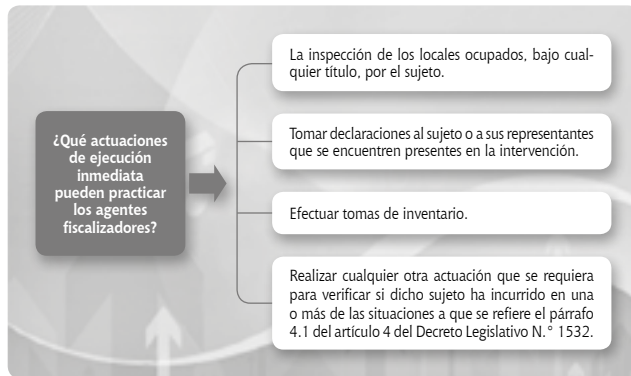 ¿Qué actuaciones
de ejecución
inmediata
pueden practicar
los agentes
fiscalizadores?
La inspección de los locales ocupados, bajo cual-
quier título, por el sujeto.
Tomar declaraciones al sujeto o a sus representantes
que se encuentren presentes en la intervención.
Efectuar tomas de inventario.
Realizar cualquier otra actuación que se requiera
para verificar si dicho sujeto ha incurrido en una
o más de las situaciones a que se refiere el párrafo
4.1 del artículo 4 del Decreto Legislativo N.° 1532.